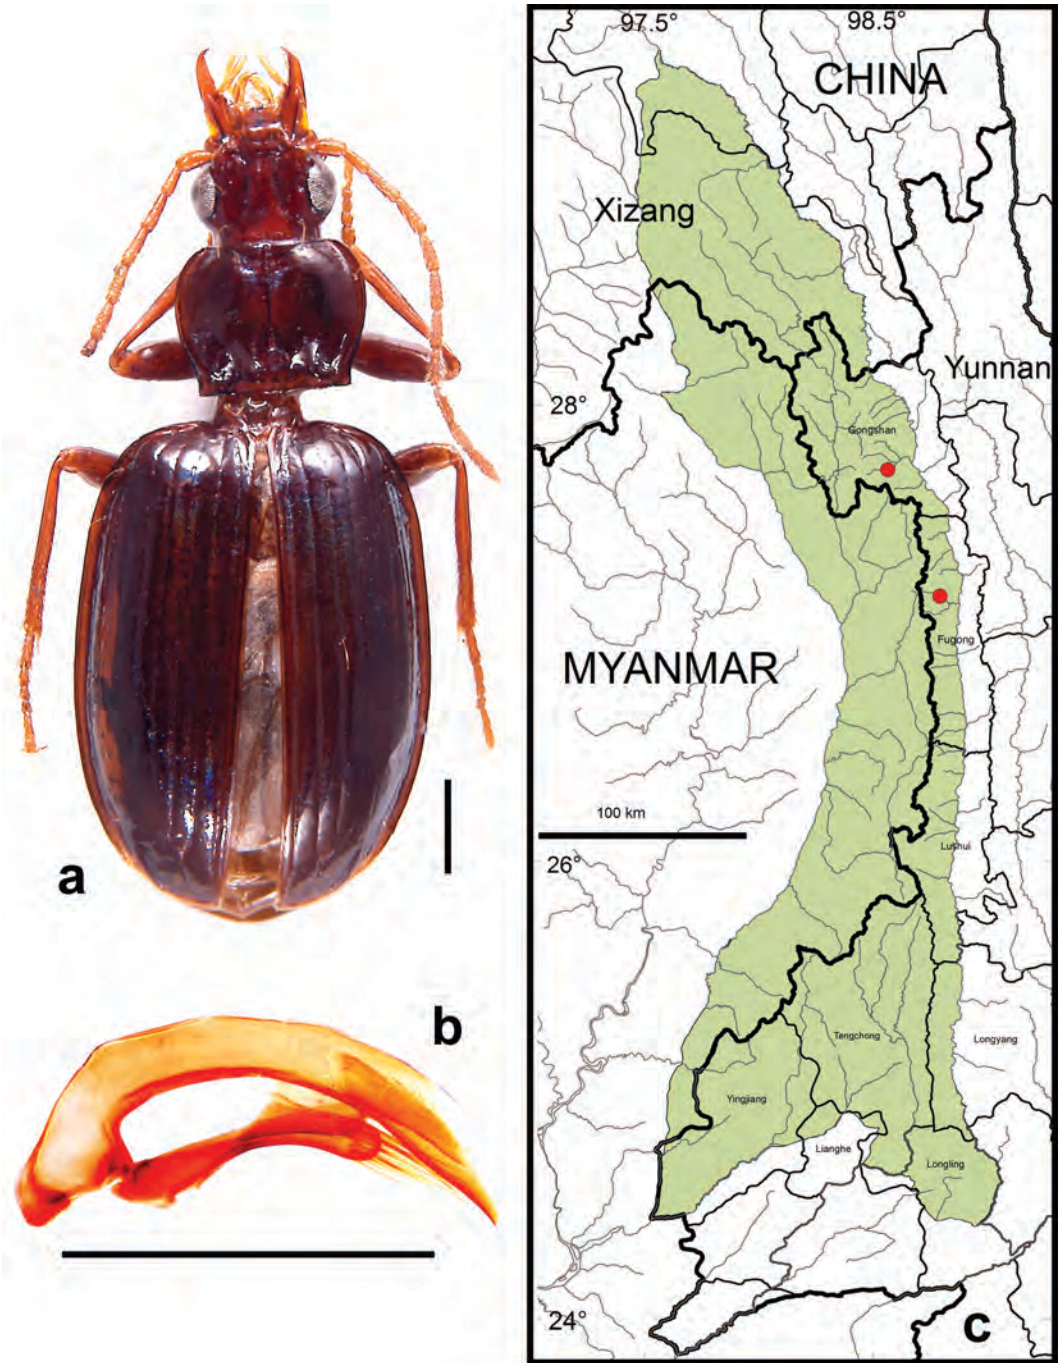 a
b
97.5°
98.5°
CHINA
Xizang
Yunnan
28°
Gongshan
Fugong
MYANMAR
100 km
26°
Lushui
Tengchong
Longyang
Yingjiang
Lianghe
Longling
24°
c